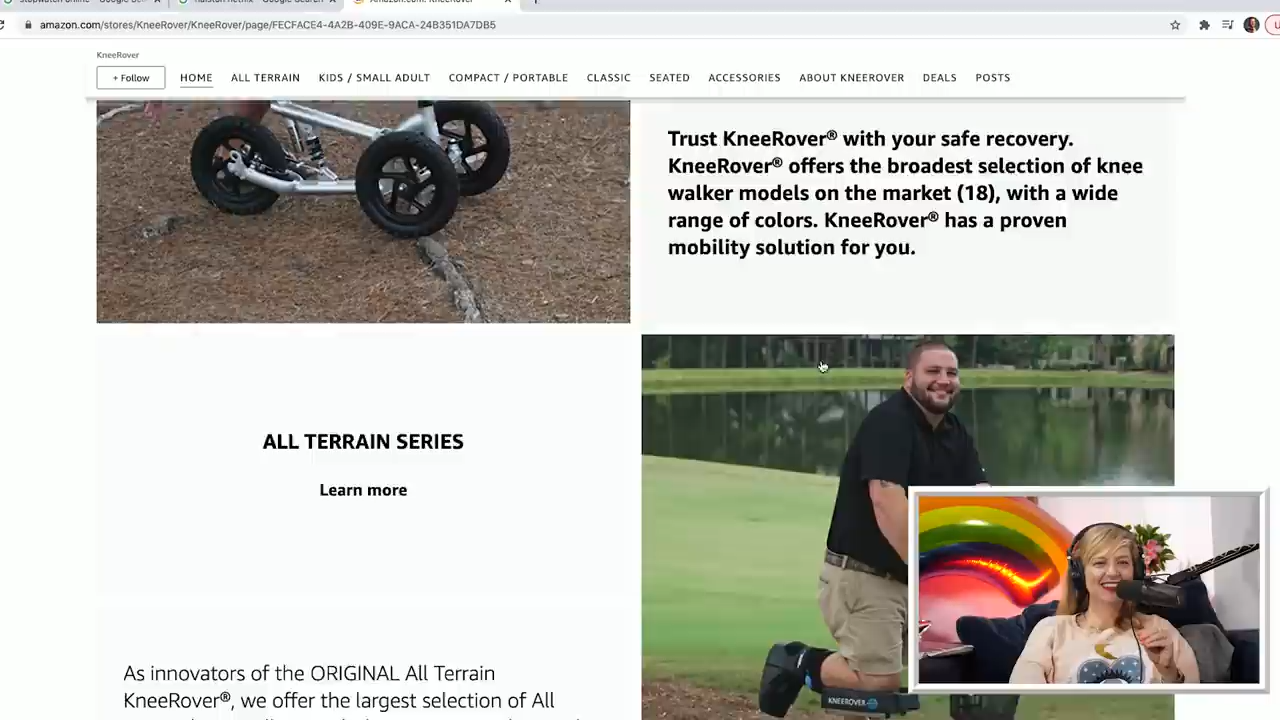 Amazon.com: KneeRover
amazon.com/stores/KneeRover/KneeRover/page/FECFACE4-4A2B-409E-9ACA-24B351DA7DB5
KneeRover
+ Follow
HOME
ALL TERRAIN
KIDS / SMALL ADULT
COMPACT / PORTABLE
CLASSIC
SEATED
ACCESSORIES
ABOUT KNEEROVER
DEALS
POSTS
Trust KneeRover® with your safe recovery.
KneeRover® offers the broadest selection of knee
walker models on the market (18), with a wide
range of colors. KneeRover® has a proven
mobility solution for you.
ALL TERRAIN SERIES
Learn more
As innovators of the ORIGINAL All Terrain
KneeRover®, we offer the largest selection of All
KNEEROVER